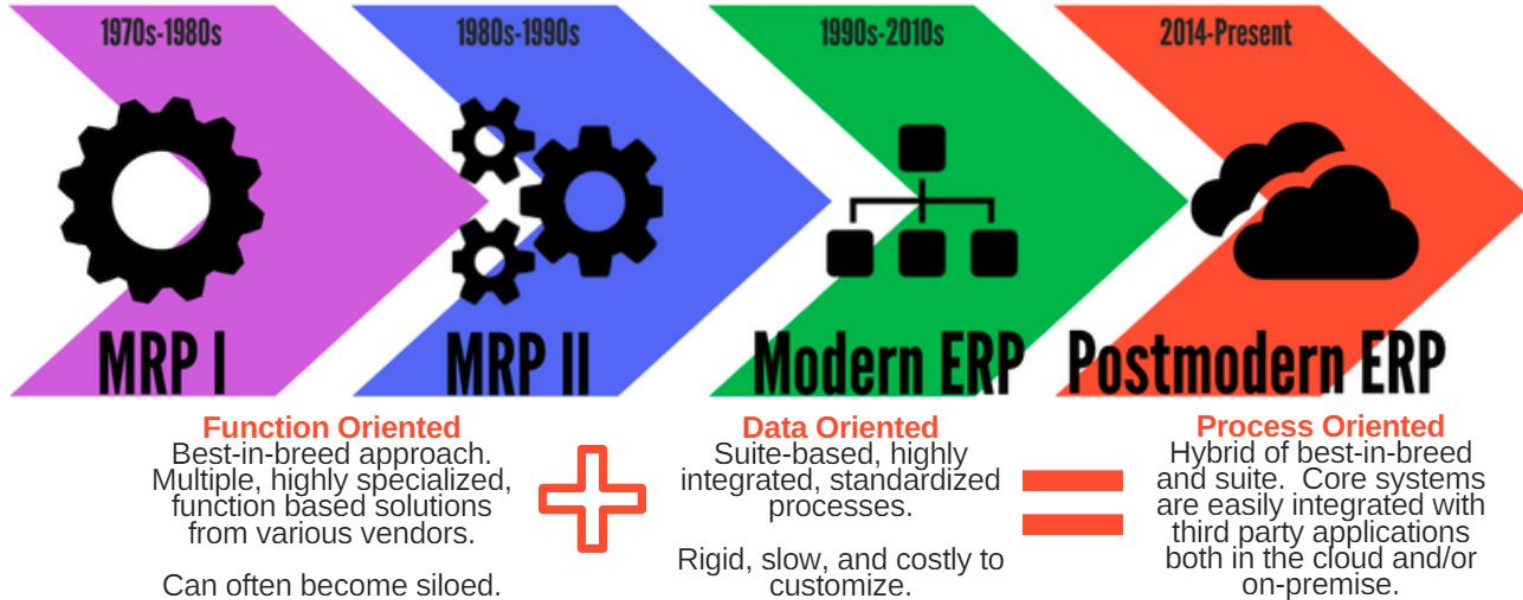 1970s-1980s
1980s-1990s
1990s-2010s
2014-Present
MRP I
MRP II
Modern ERP
Postmodern ERP
Function Oriented
Best-in-breed approach.
Multiple, highly specialized,
function based solutions
from various vendors.
Can often become siloed.
Data Oriented
Suite-based, highly
integrated, standardized
processes.
Rigid, slow, and costly to
customize.
Process Oriented
Hybrid of best-in-breed
and suite.  Core systems
are easily integrated with
third party applications
both in the cloud and/or
on-premise.